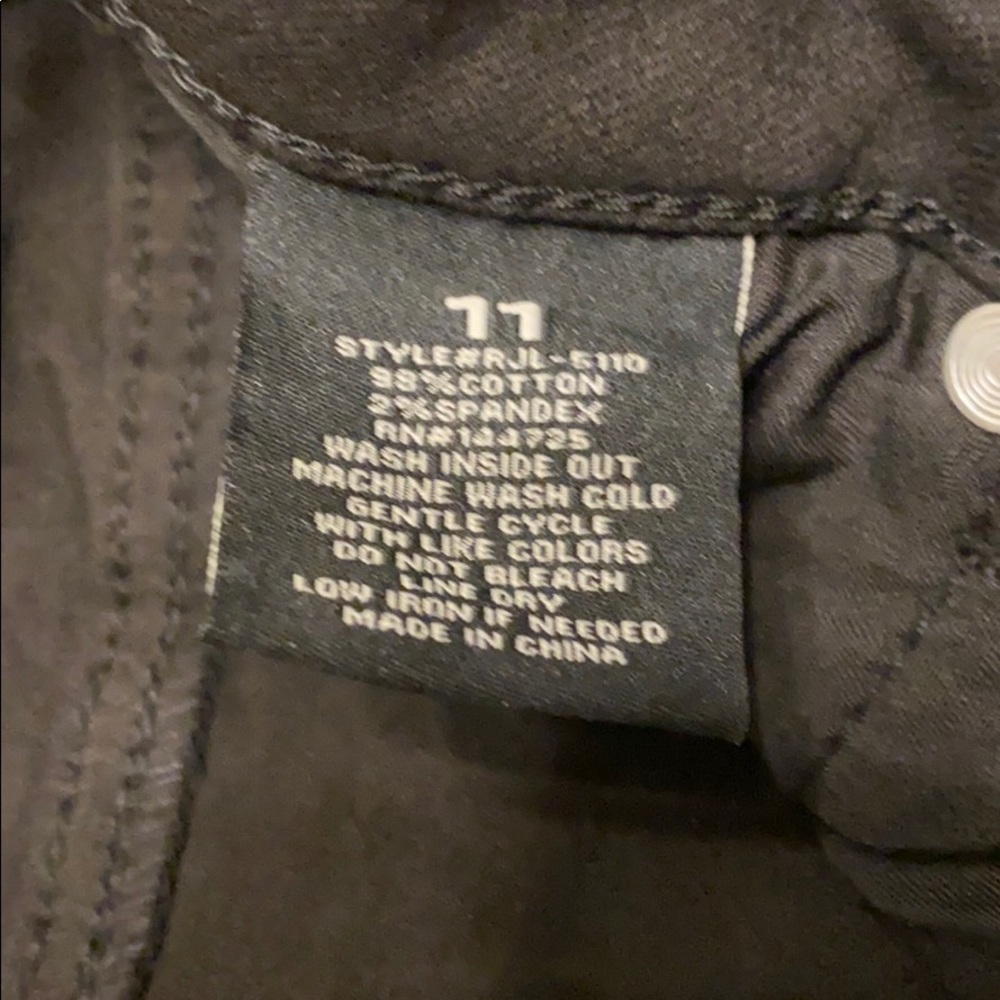 11
STYLE#RJL-5110
98%COTTON
2%SPANDEX
RN#144725
WASH INSIDE OUT
MACHINE WASH COLD
GENTLE CYCLE
WITH LIKE COLORS
DO NOT BLEACH
LINE DRY
LOW IRON IF NEEDED
MADE IN CHINA